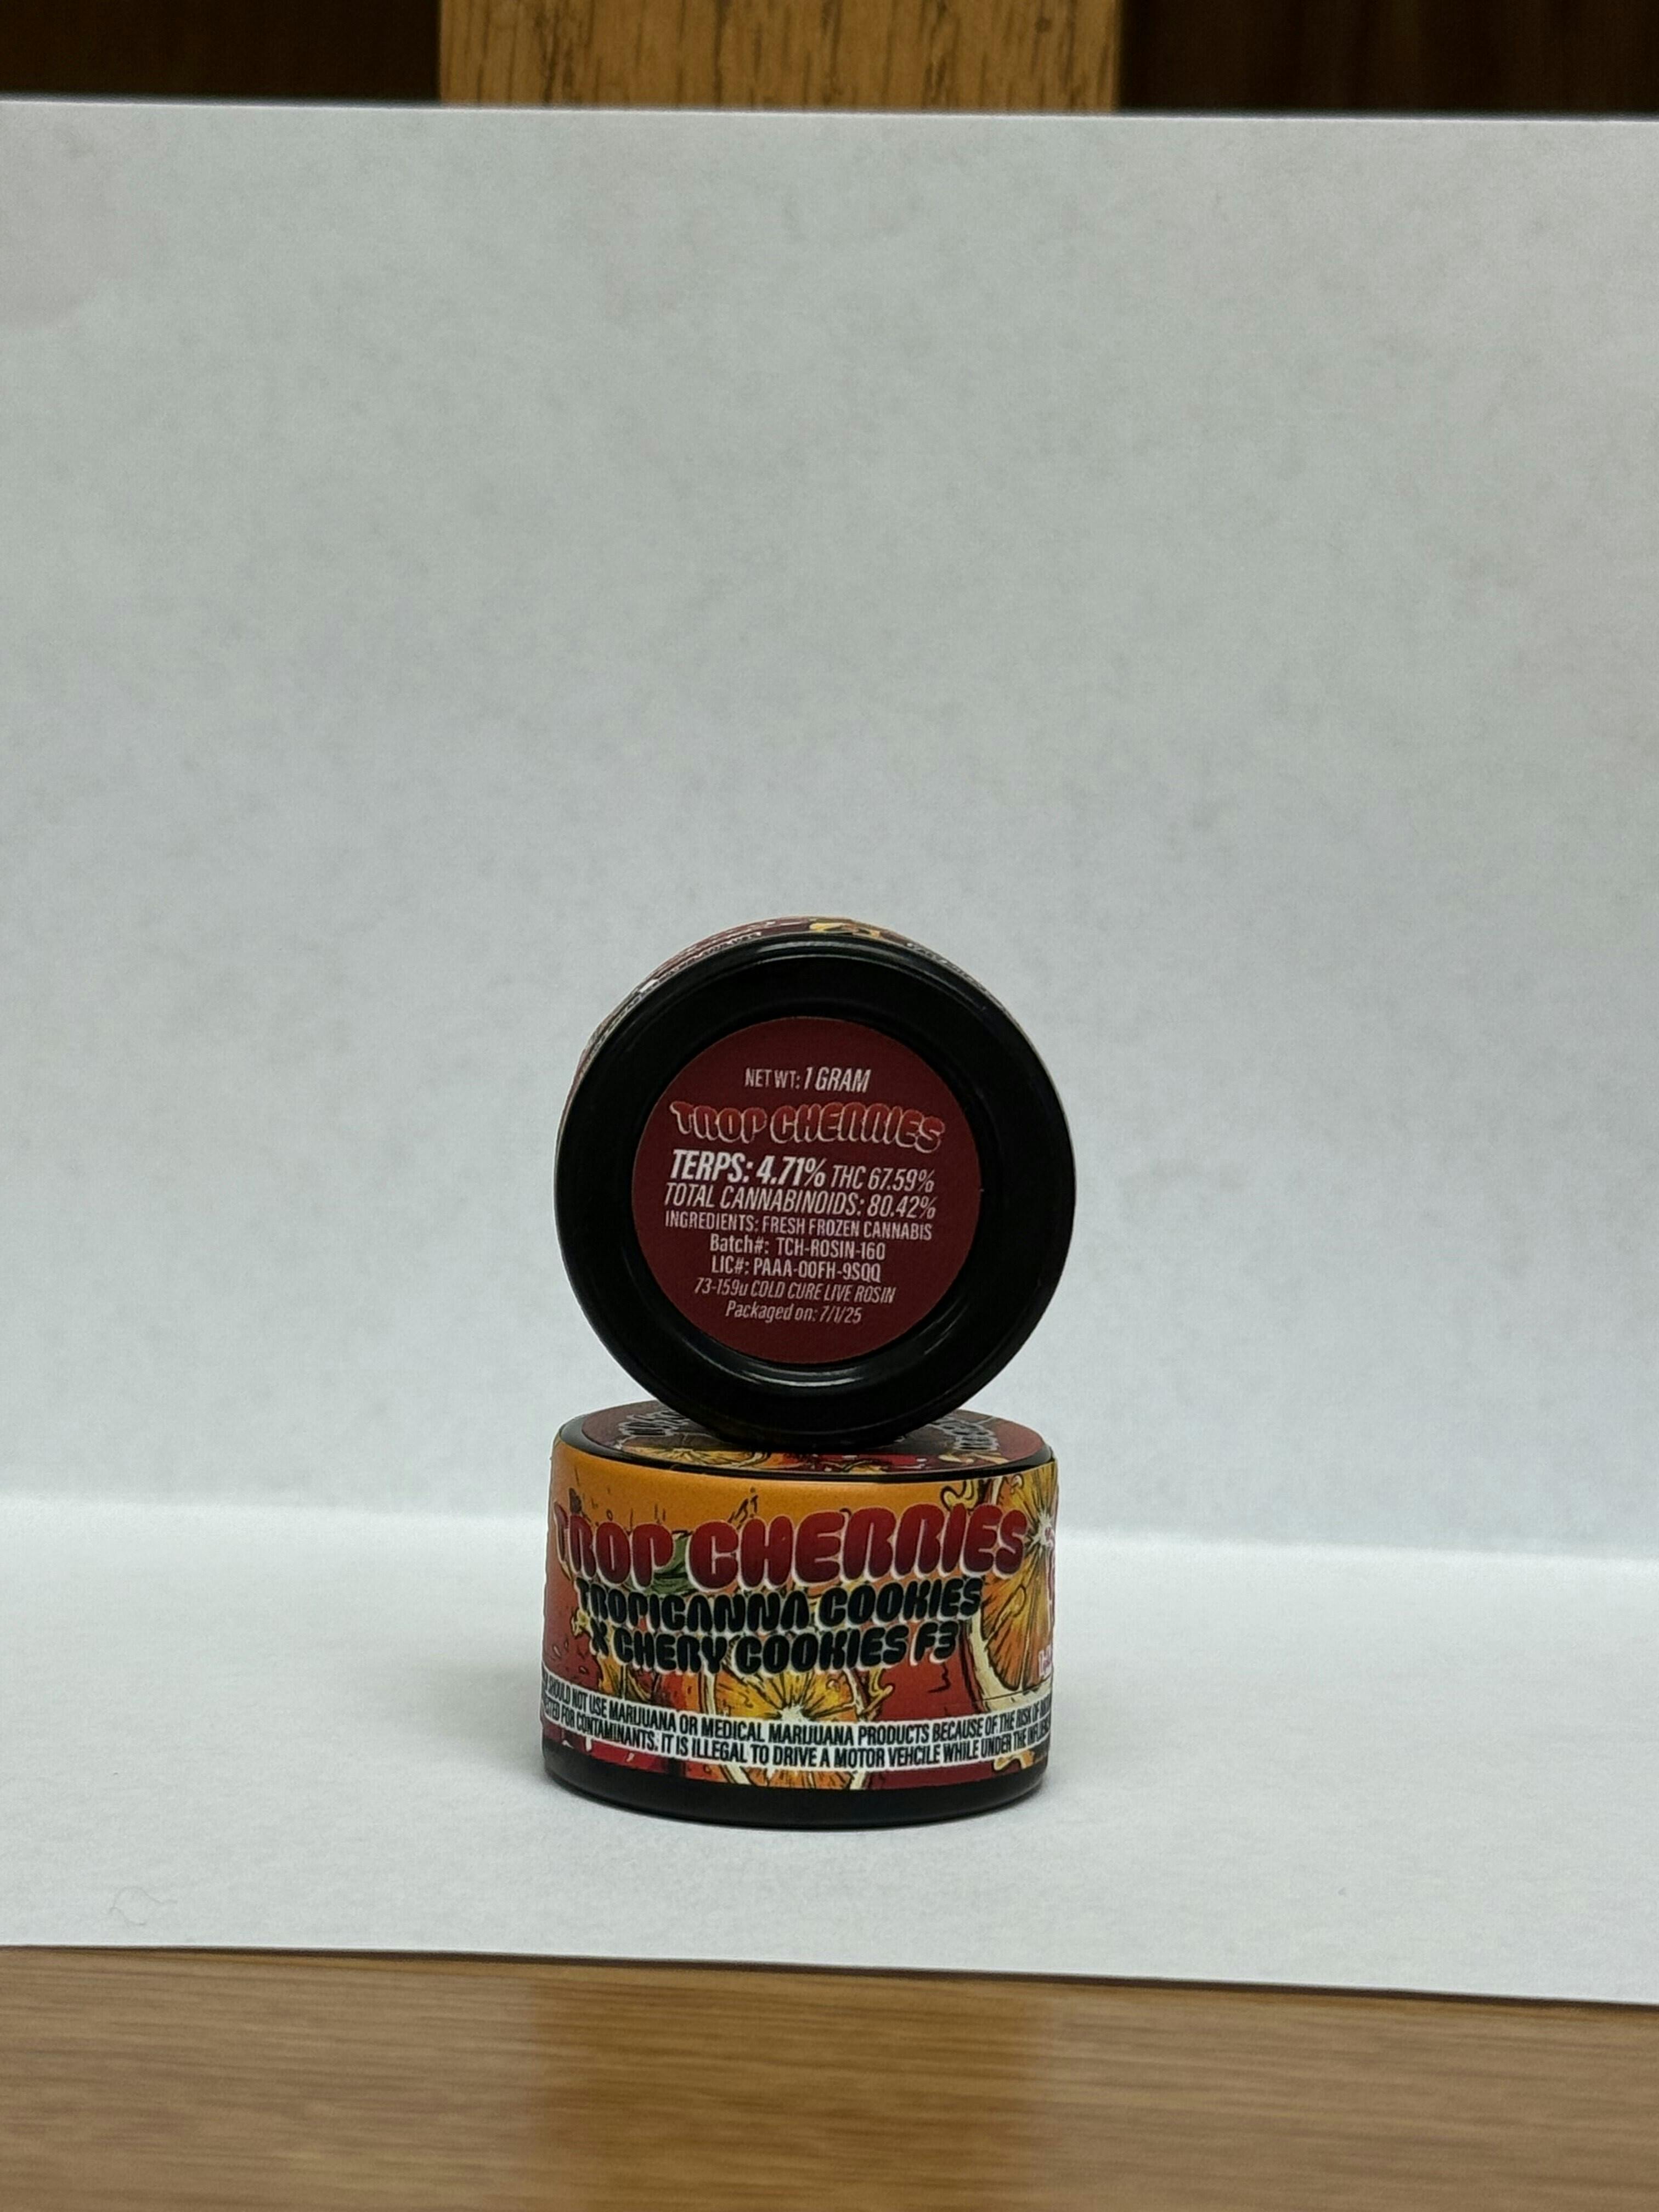 NET WT: 1 GRAM
TROP CHERRIES
TERPS: 4.71% THC 67.59%
TOTAL CANNABINOIDS: 80.42%
INGREDIENTS: FRESH FROZEN CANNABIS
Batch#: TCH-ROSIN-160
LIC#: PAAA-00FH-9SQQ
73-159u COLD CURE LIVE ROSIN
Packaged on: 7/1/25
TROP CHERRIES
TROPICANNA COOKIES
X CHERY COOKIES F3
SHOULD NOT USE MARIJUANA OR MEDICAL MARIJUANA PRODUCTS BECAUSE OF THE RISK OF
FOR CONTAMINANTS. IT IS ILLEGAL TO DRIVE A MOTOR VEHCILE WHILE UNDER THE